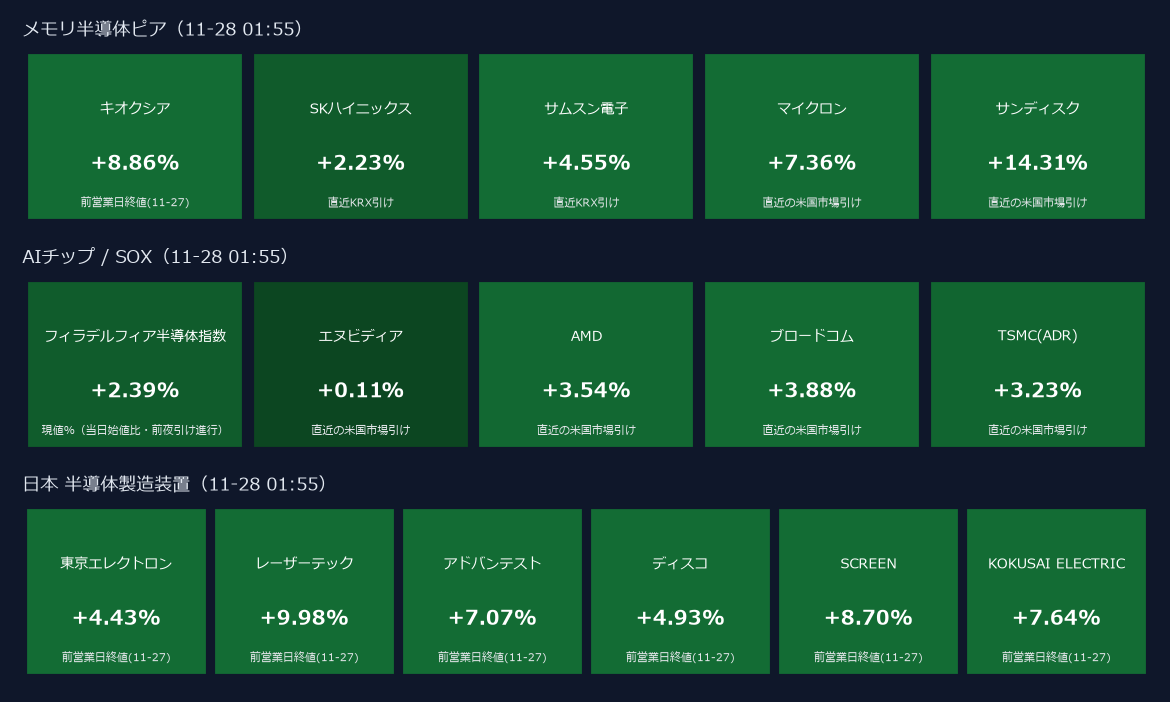 メモリ半導体ピア（11-28 01:55）
キオクシア
+8.86%
前営業日終値(11-27)
SKハイニックス
+2.23%
直近KRX引け
サムスン電子
+4.55%
直近KRX引け
マイクロン
+7.36%
直近の米国市場引け
サンディスク
+14.31%
直近の米国市場引け
AIチップ / SOX（11-28 01:55）
フィラデルフィア半導体指数
+2.39%
現値%（当日始値比・前夜引け進行）
エヌビディア
+0.11%
直近の米国市場引け
AMD
+3.54%
直近の米国市場引け
ブロードコム
+3.88%
直近の米国市場引け
TSMC(ADR)
+3.23%
直近の米国市場引け
日本 半導体製造装置（11-28 01:55）
東京エレクトロン
+4.43%
前営業日終値(11-27)
レーザーテック
+9.98%
前営業日終値(11-27)
アドバンテスト
+7.07%
前営業日終値(11-27)
ディスコ
+4.93%
前営業日終値(11-27)
SCREEN
+8.70%
前営業日終値(11-27)
KOKUSAI ELECTRIC
+7.64%
前営業日終値(11-27)